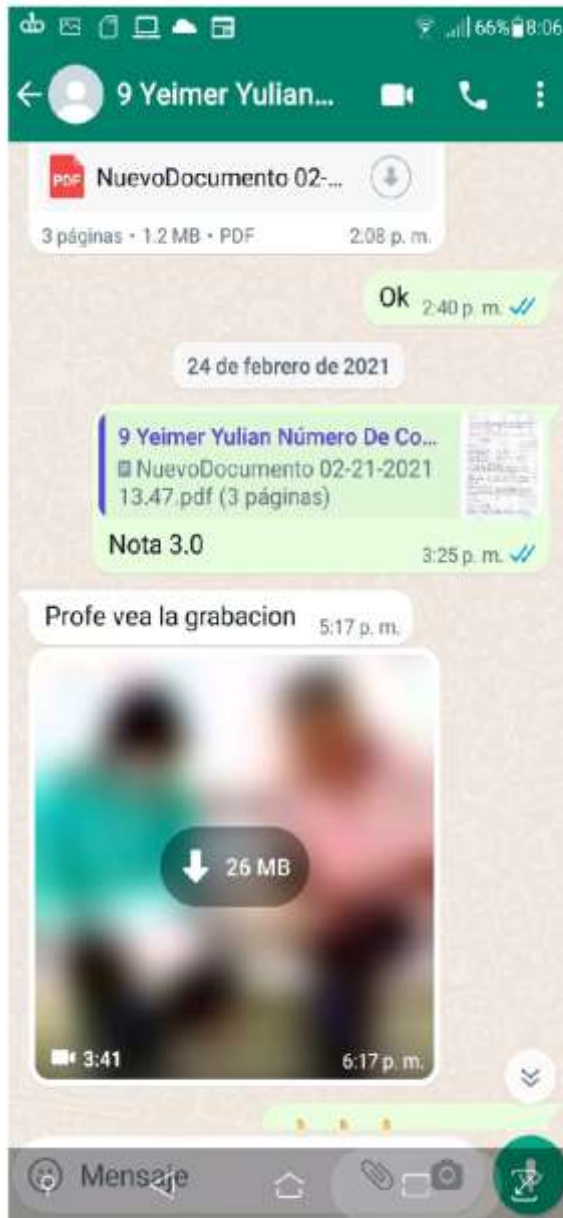 66% 8:06
9 Yeimer Yulian...
PDF NuevoDocumento 02-...
3 páginas • 1.2 MB • PDF 2:08 p. m.
Ok 2:40 p. m.
24 de febrero de 2021
9 Yeimer Yulian Número De Co...
NuevoDocumento 02-21-2021
13.47.pdf (3 páginas)
Nota 3.0 3:25 p. m.
Profe vea la grabacion 5:17 p. m.
26 MB
3:41 6:17 p. m.
Mensaje